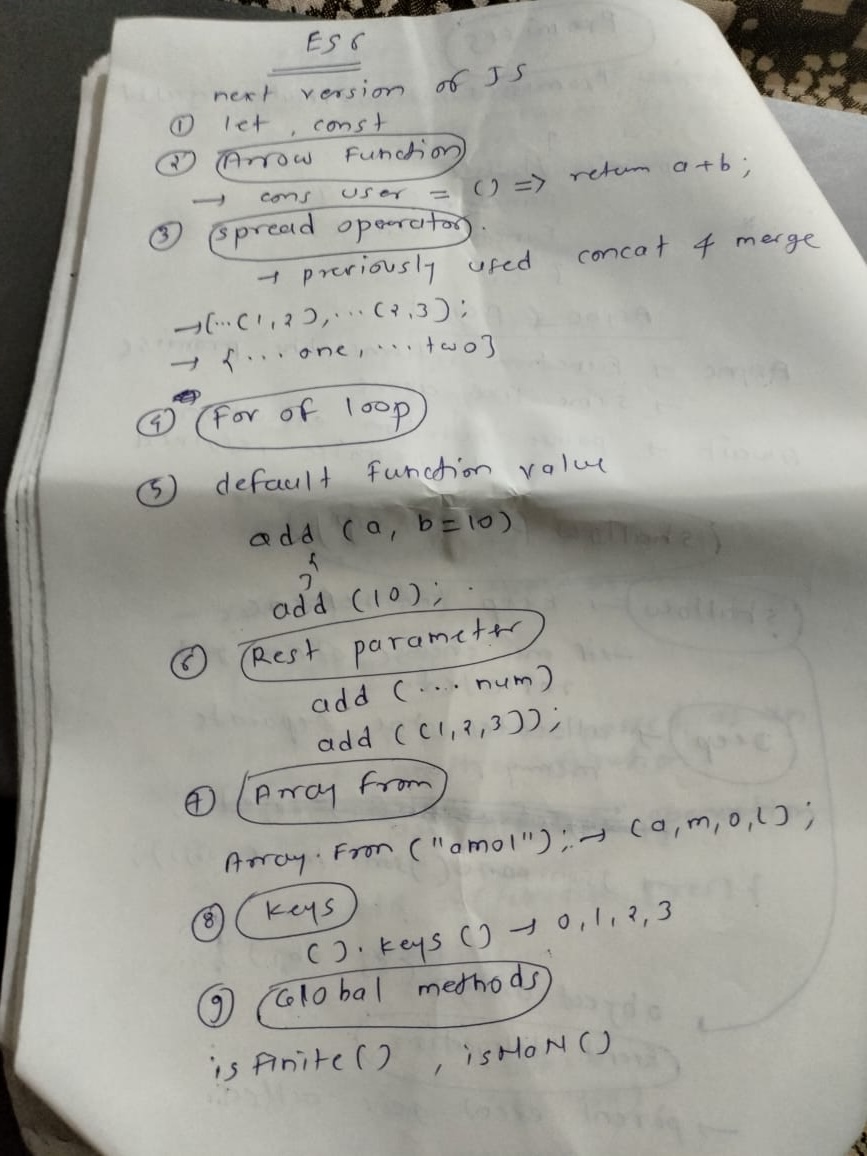 ES6
next version of JS
① let , const
② Arrow Function
→ cons user = () => return a+b;
③ spread operator.
→ previously used concat & merge
→ [...[1,2], ...[2,3];
→ {...one, ...two}
④ For of loop
⑤ default function value
add (a, b=10)
{
}
add (10);
⑥ Rest parameter
add (... num)
add ([1,2,3]);
⑦ Array from
Array.From ("amol"); → [a,m,o,l];
⑧ keys
[].keys() → 0,1,2,3
⑨ Global methods
isfinite() , isNaN()